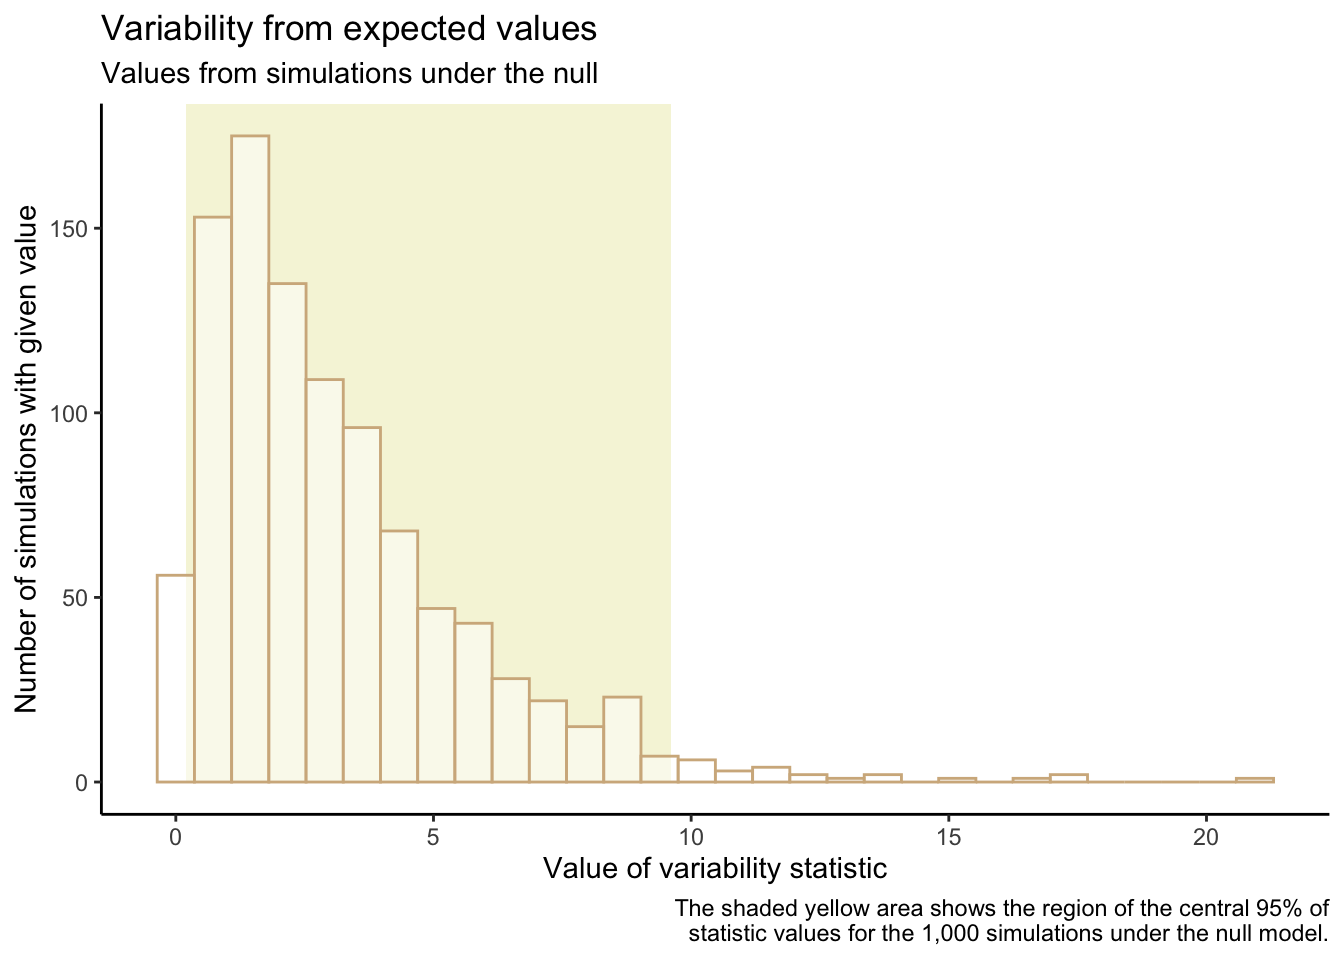 Variability from expected values
Values from simulations under the null
Number of simulations with given value
150
100
50
0
0 5 10 15 20
Value of variability statistic
The shaded yellow area shows the region of the central 95% of
statistic values for the 1,000 simulations under the null model.